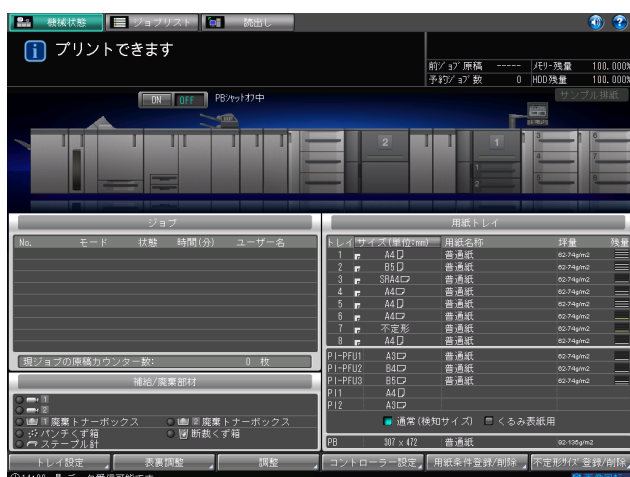 機械状態 ジョブリスト 読出し
プリントできます
前ジョブ原稿 ----- メモリー残量 100.000%
予約ジョブ数 0 HDD残量 100.000%
ON OFF PBシャットオフ中 サンプル排紙
2 1 3 6
4 7
1 5 8
2
ジョブ
No. モード 状態 時間(分) ユーザー名
現ジョブの原稿カウンター数: 0 枚
補給/廃棄部材
1
2
1 廃棄トナーボックス 2 廃棄トナーボックス
パンチくず箱 断裁くず箱
ステープル針
用紙トレイ
トレイ サイズ(単位:mm) 用紙名称 坪量 残量
1 A4 普通紙 62-74g/m2
2 B5 普通紙 62-74g/m2
3 SRA4 普通紙 62-74g/m2
4 A4 普通紙 62-74g/m2
5 A4 普通紙 62-74g/m2
6 A4 普通紙 62-74g/m2
7 不定形 普通紙 62-74g/m2
8 A4 普通紙 62-74g/m2
PI-PFU1 A3 普通紙 62-74g/m2
PI-PFU2 B4 普通紙 62-74g/m2
PI-PFU3 B5 普通紙 62-74g/m2
PI1 A4
PI2 A3
通常(検知サイズ) くるみ表紙用
PB 307 x 472 普通紙 92-135g/m2
トレイ設定 表裏調整 調整 コントローラー設定 用紙条件登録/削除 不定形サイズ登録/削除